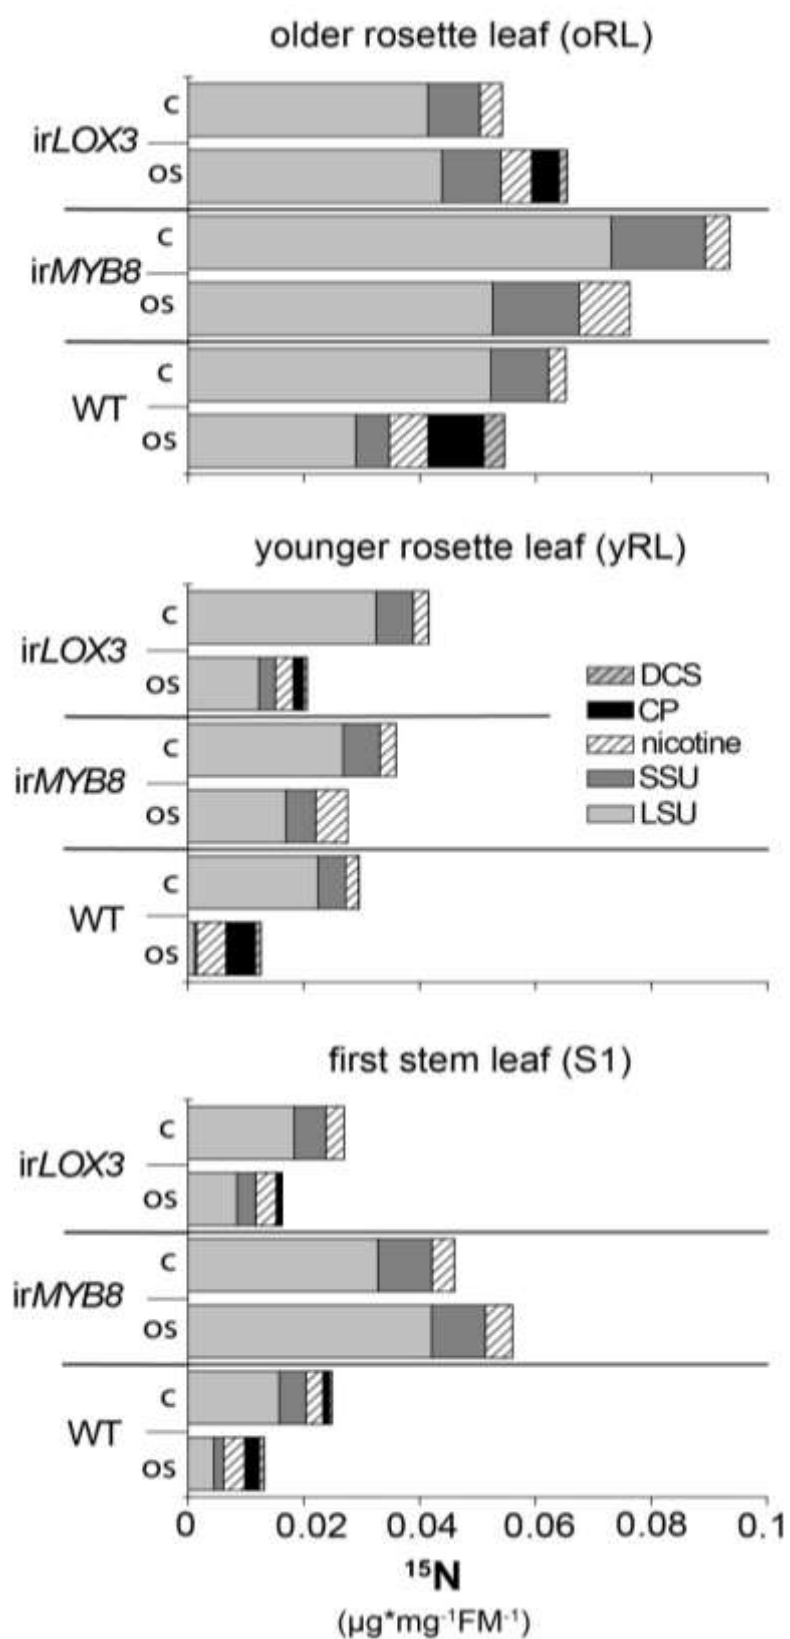 older rosette leaf (oRL)
C
irLOX3
OS
C
irMYB8
OS
C
WT
OS
younger rosette leaf (yRL)
C
irLOX3
OS
DCS
C
CP
irMYB8
nicotine
SSU
OS
LSU
C
WT
OS
first stem leaf (S1)
C
irLOX3
OS
C
irMYB8
OS
C
WT
OS
0 0.02 0.04 0.06 0.08 0.1
¹⁵N
(µg*mg⁻¹FM⁻¹)